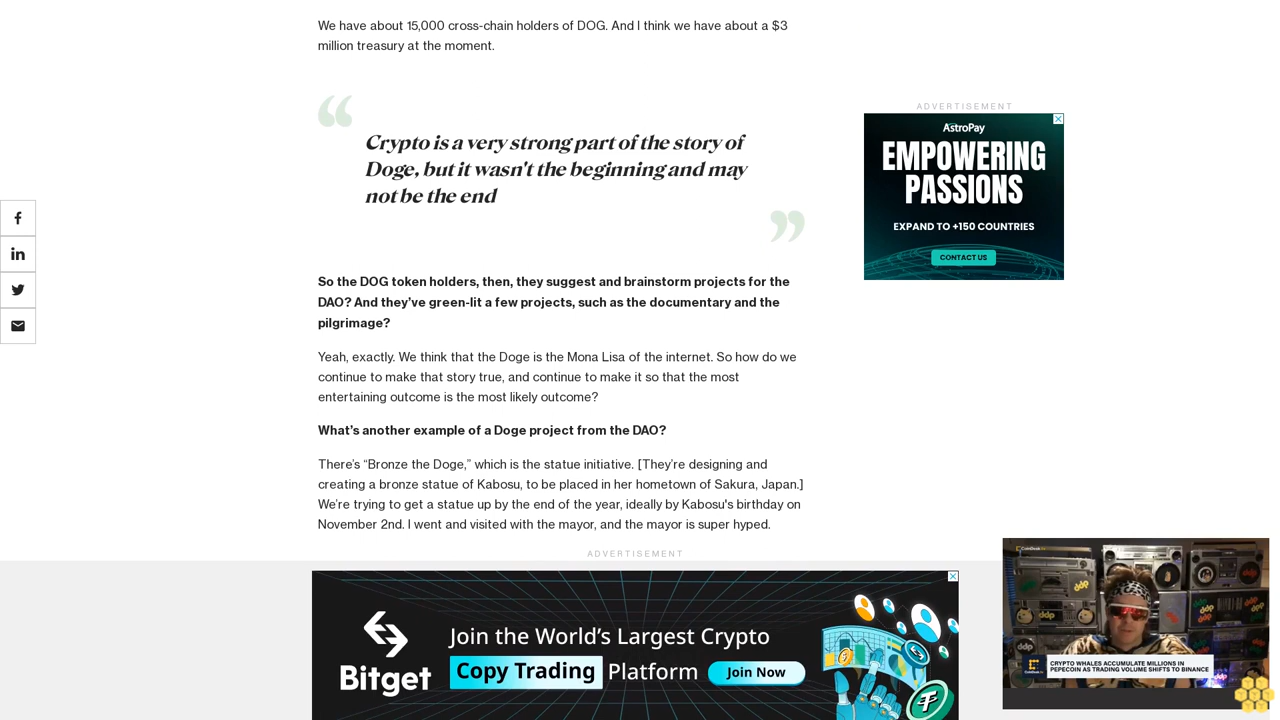 We have about 15,000 cross-chain holders of DOG. And I think we have about a $3
million treasury at the moment.
“
Crypto is a very strong part of the story of
Doge, but it wasn't the beginning and may
not be the end
”
ADVERTISEMENT
AstroPay
EMPOWERING
PASSIONS
EXPAND TO +150 COUNTRIES
CONTACT US
So the DOG token holders, then, they suggest and brainstorm projects for the
DAO? And they’ve green-lit a few projects, such as the documentary and the
pilgrimage?
Yeah, exactly. We think that the Doge is the Mona Lisa of the internet. So how do we
continue to make that story true, and continue to make it so that the most
entertaining outcome is the most likely outcome?
What’s another example of a Doge project from the DAO?
There’s “Bronze the Doge,” which is the statue initiative. [They’re designing and
creating a bronze statue of Kabosu, to be placed in her hometown of Sakura, Japan.]
We’re trying to get a statue up by the end of the year, ideally by Kabosu's birthday on
November 2nd. I went and visited with the mayor, and the mayor is super hyped.
ADVERTISEMENT
Bitget
Join the World’s Largest Crypto
Copy Trading Platform
Join Now
CoinDesk
ddp
ddp
ddp
ddp
CRYPTO WHALES ACCUMULATE MILLIONS IN
PEPECOIN AS TRADING VOLUME SHIFTS TO BINANCE